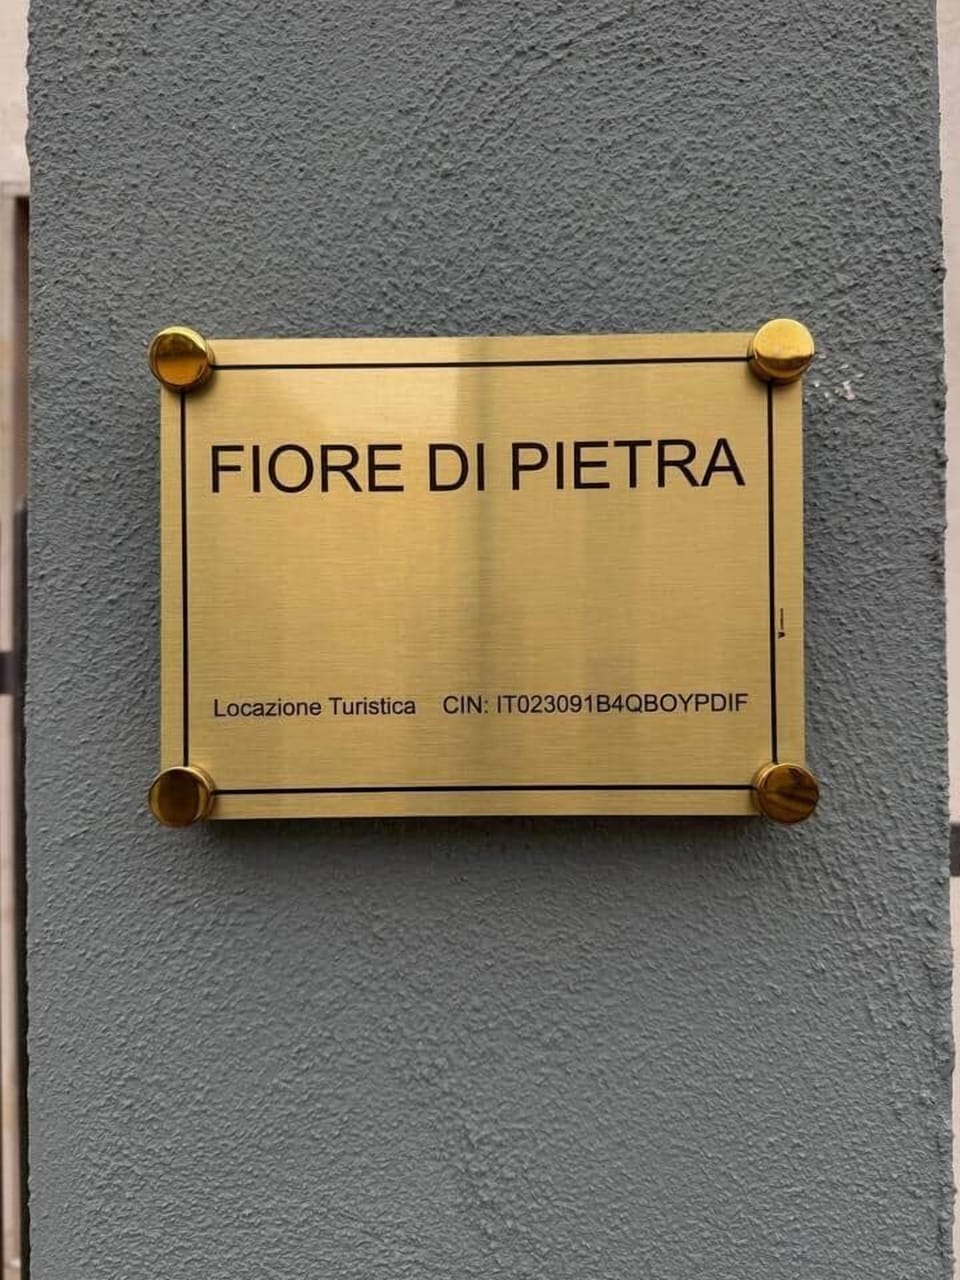 FIORE DI PIETRA
Locazione Turistica CIN: IT023091B4QBOYPDIF